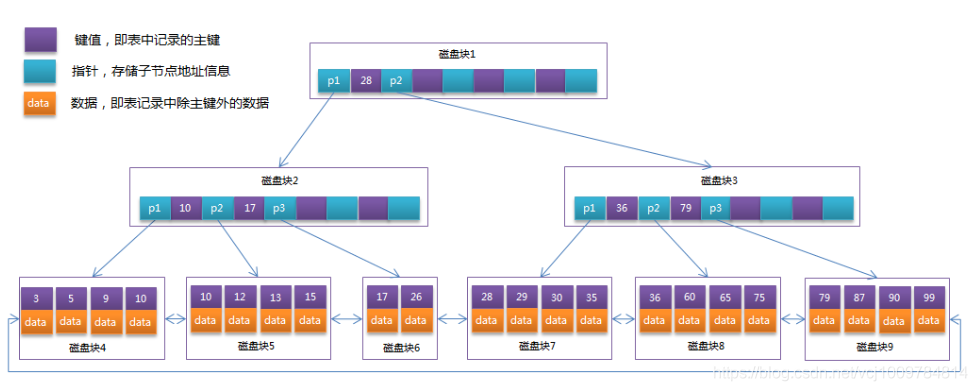 键值，即表中记录的主键
指针，存储子节点地址信息
data 数据，即表记录中除主键外的数据
磁盘块1
p1 28 p2
磁盘块2
p1 10 p2 17 p3
磁盘块3
p1 36 p2 79 p3
3 5 9 10
data data data data
磁盘块4
10 12 13 15
data data data data
磁盘块5
17 26
data data
磁盘块6
28 29 30 35
data data data data
磁盘块7
36 60 65 75
data data data data
磁盘块8
79 87 90 99
data data data data
磁盘块9